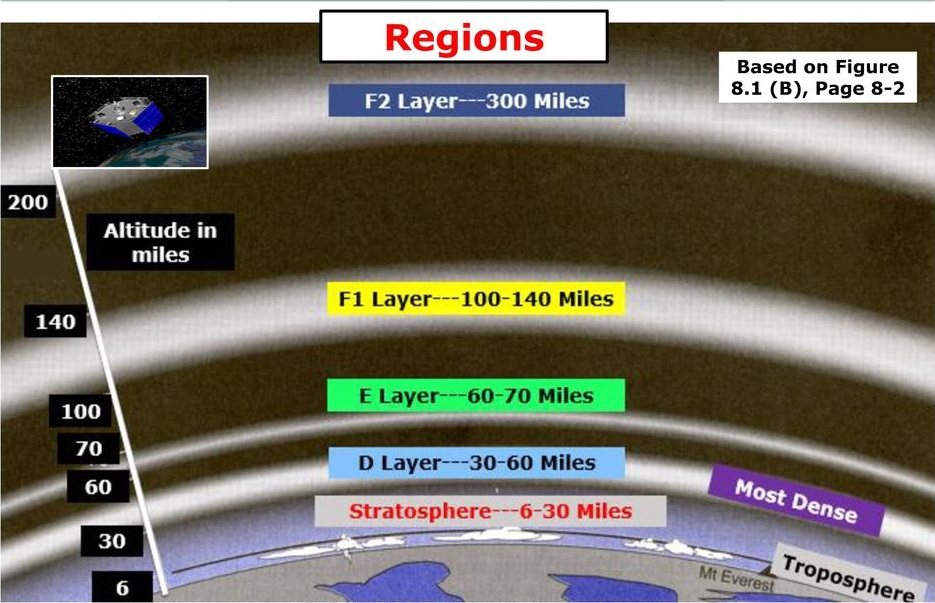 Regions
Based on Figure
8.1 (B), Page 8-2
F2 Layer---300 Miles
200
Altitude in
miles
F1 Layer---100-140 Miles
140
E Layer---60-70 Miles
100
70
D Layer---30-60 Miles
60
Most Dense
Stratosphere---6-30 Miles
30
Troposphere
Mt Everest
6